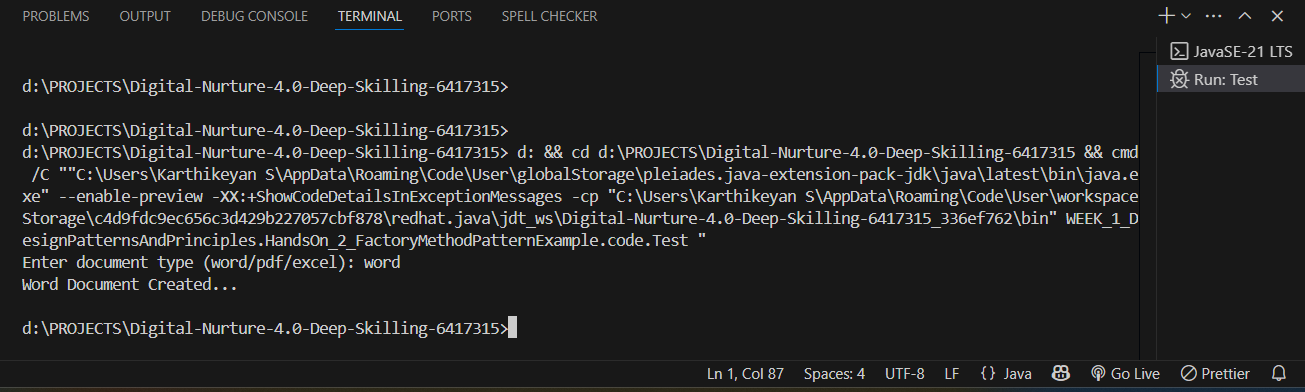 PROBLEMS OUTPUT DEBUG CONSOLE TERMINAL PORTS SPELL CHECKER
JavaSE-21 LTS
Run: Test
d:\PROJECTS\Digital-Nurture-4.0-Deep-Skilling-6417315>
d:\PROJECTS\Digital-Nurture-4.0-Deep-Skilling-6417315>
d:\PROJECTS\Digital-Nurture-4.0-Deep-Skilling-6417315> d: && cd d:\PROJECTS\Digital-Nurture-4.0-Deep-Skilling-6417315 && cmd
/C ""C:\Users\Karthikeyan S\AppData\Roaming\Code\User\globalStorage\pleiades.java-extension-pack-jdk\java\latest\bin\java.e
xe" --enable-preview -XX:+ShowCodeDetailsInExceptionMessages -cp "C:\Users\Karthikeyan S\AppData\Roaming\Code\User\workspace
Storage\c4d9fdc9ec656c3d429b227057cbf878\redhat.java\jdt_ws\Digital-Nurture-4.0-Deep-Skilling-6417315_336ef762\bin" WEEK_1_D
esignPatternsAndPrinciples.HandsOn_2_FactoryMethodPatternExample.code.Test "
Enter document type (word/pdf/excel): word
Word Document Created...
d:\PROJECTS\Digital-Nurture-4.0-Deep-Skilling-6417315>
Ln 1, Col 87 Spaces: 4 UTF-8 LF {} Java Go Live Prettier